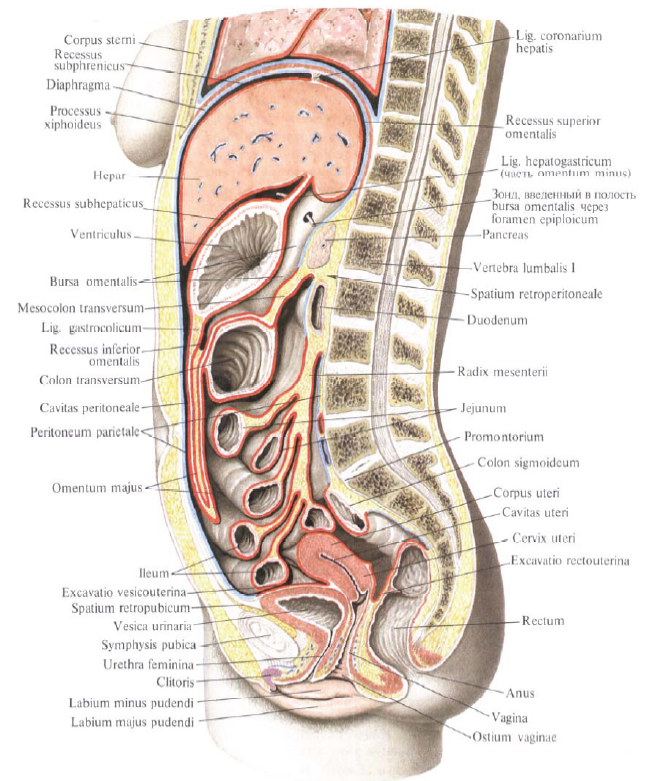 Corpus sterni
Recessus
subphrenicus
Diaphragma
Processus
xiphoideus
Hepar
Recessus subhepaticus
Ventriculus
Bursa omentalis
Mesocolon transversum
Lig. gastrocolicum
Recessus inferior
omentalis
Colon transversum
Cavitas peritoneale
Peritoneum parietale
Omentum majus
Ileum
Excavatio vesicouterina
Spatium retropubicum
Vesica urinaria
Symphysis pubica
Urethra feminina
Clitoris
Labium minus pudendi
Labium majus pudendi
Lig. coronarium
hepatis
Recessus superior
omentalis
Lig. hepatogastricum
(часть omentum minus)
Зонд, введенный в полость
bursa omentalis через
foramen epiploicum
Pancreas
Vertebra lumbalis I
Spatium retroperitoneale
Duodenum
Radix mesenterii
Jejunum
Promontorium
Colon sigmoideum
Corpus uteri
Cavitas uteri
Cervix uteri
Excavatio rectouterina
Rectum
Anus
Vagina
Ostium vaginae